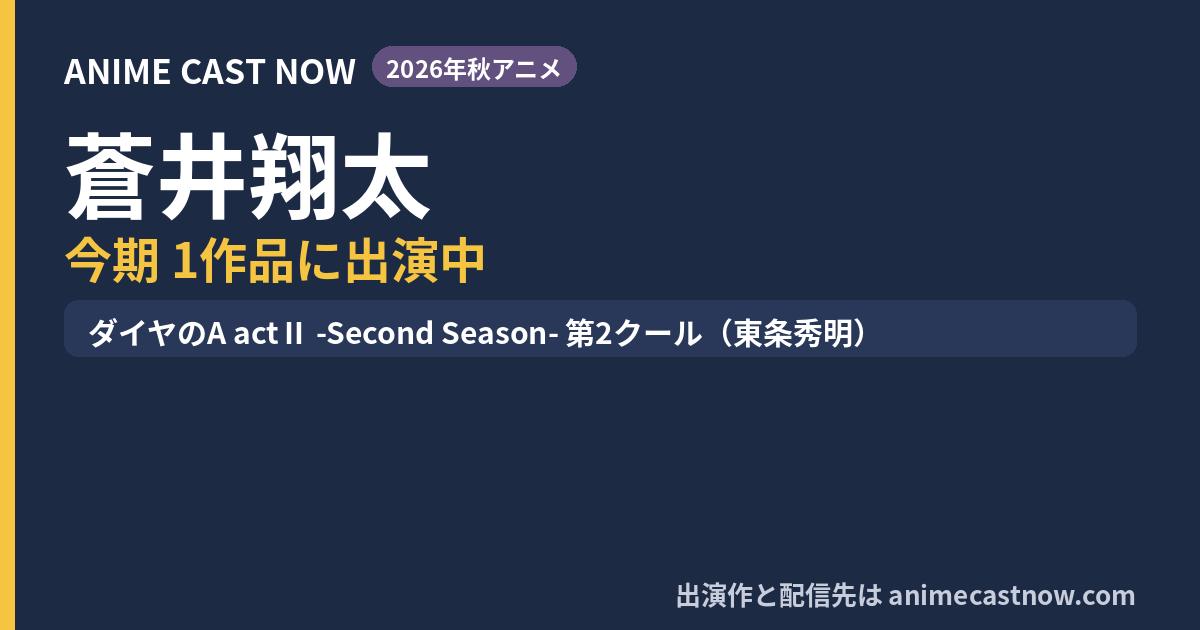 ANIME CAST NOW 2026年秋アニメ
蒼井翔太
今期 1作品に出演中
ダイヤのA actⅡ -Second Season- 第2クール（東条秀明）
出演作と配信先は animecastnow.com